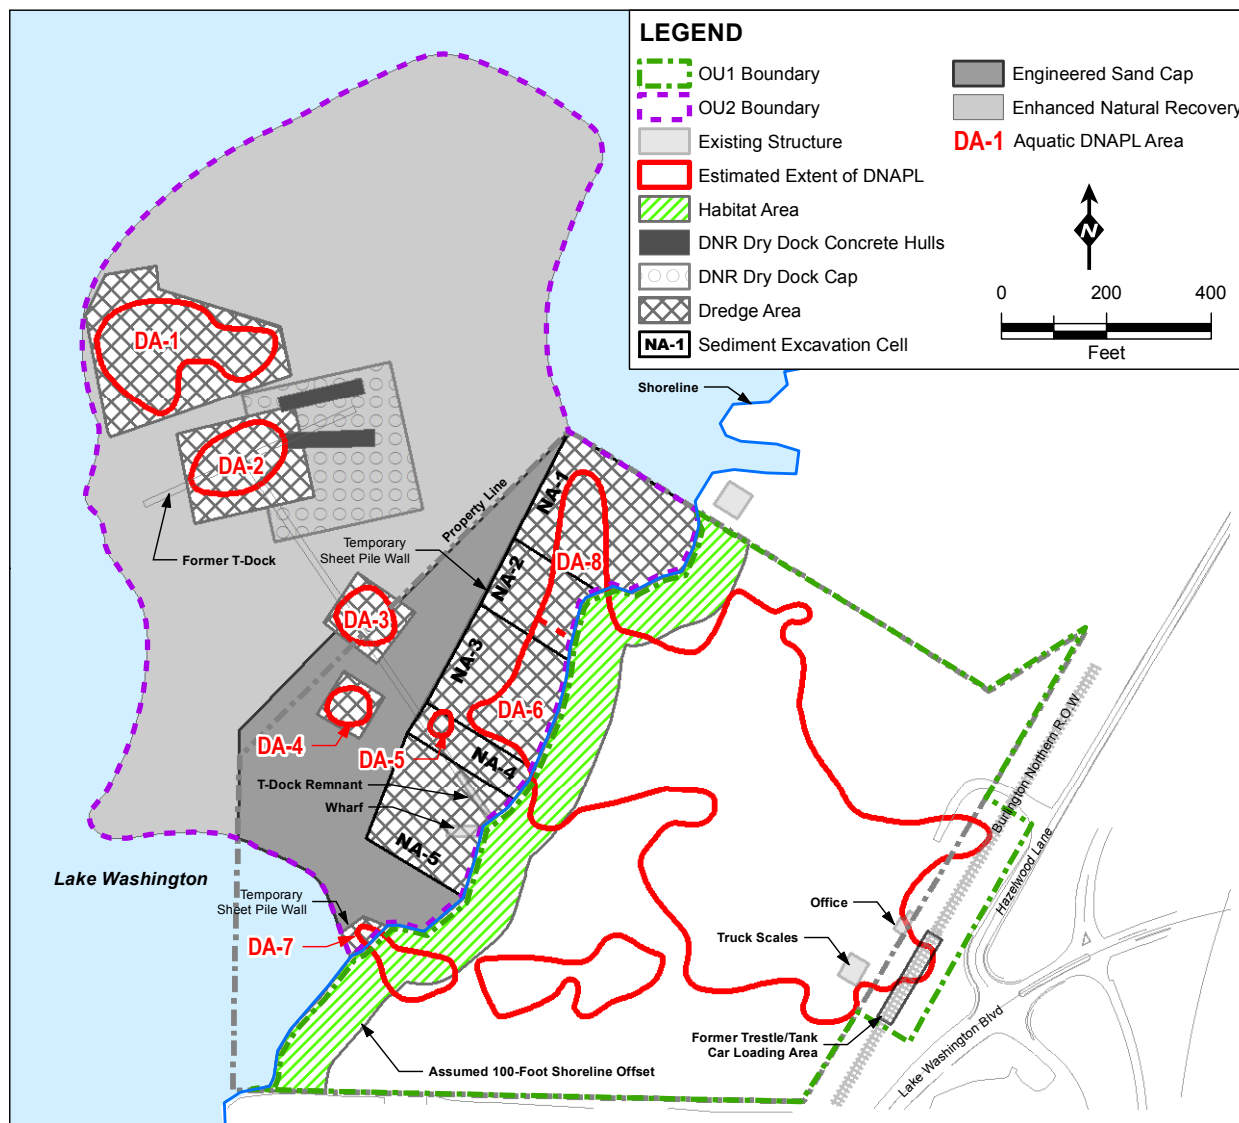 LEGEND
OU1 Boundary
OU2 Boundary
Existing Structure
Estimated Extent of DNAPL
Habitat Area
DNR Dry Dock Concrete Hulls
DNR Dry Dock Cap
Dredge Area
NA-1 Sediment Excavation Cell
Engineered Sand Cap
Enhanced Natural Recovery
DA-1 Aquatic DNAPL Area
N
0 200 400
Feet
Shoreline
DA-1
DA-2
Former T-Dock
Property Line
Temporary
Sheet Pile Wall
NA-1
NA-2
DA-8
DA-3
NA-3
DA-6
DA-4
DA-5
NA-4
T-Dock Remnant
Wharf
NA-5
Lake Washington
Temporary
Sheet Pile Wall
DA-7
Burlington Northern R.O.W
Hazelwood Lane
Office
Truck Scales
Former Trestle/Tank
Car Loading Area
Lake Washington Blvd
Assumed 100-Foot Shoreline Offset